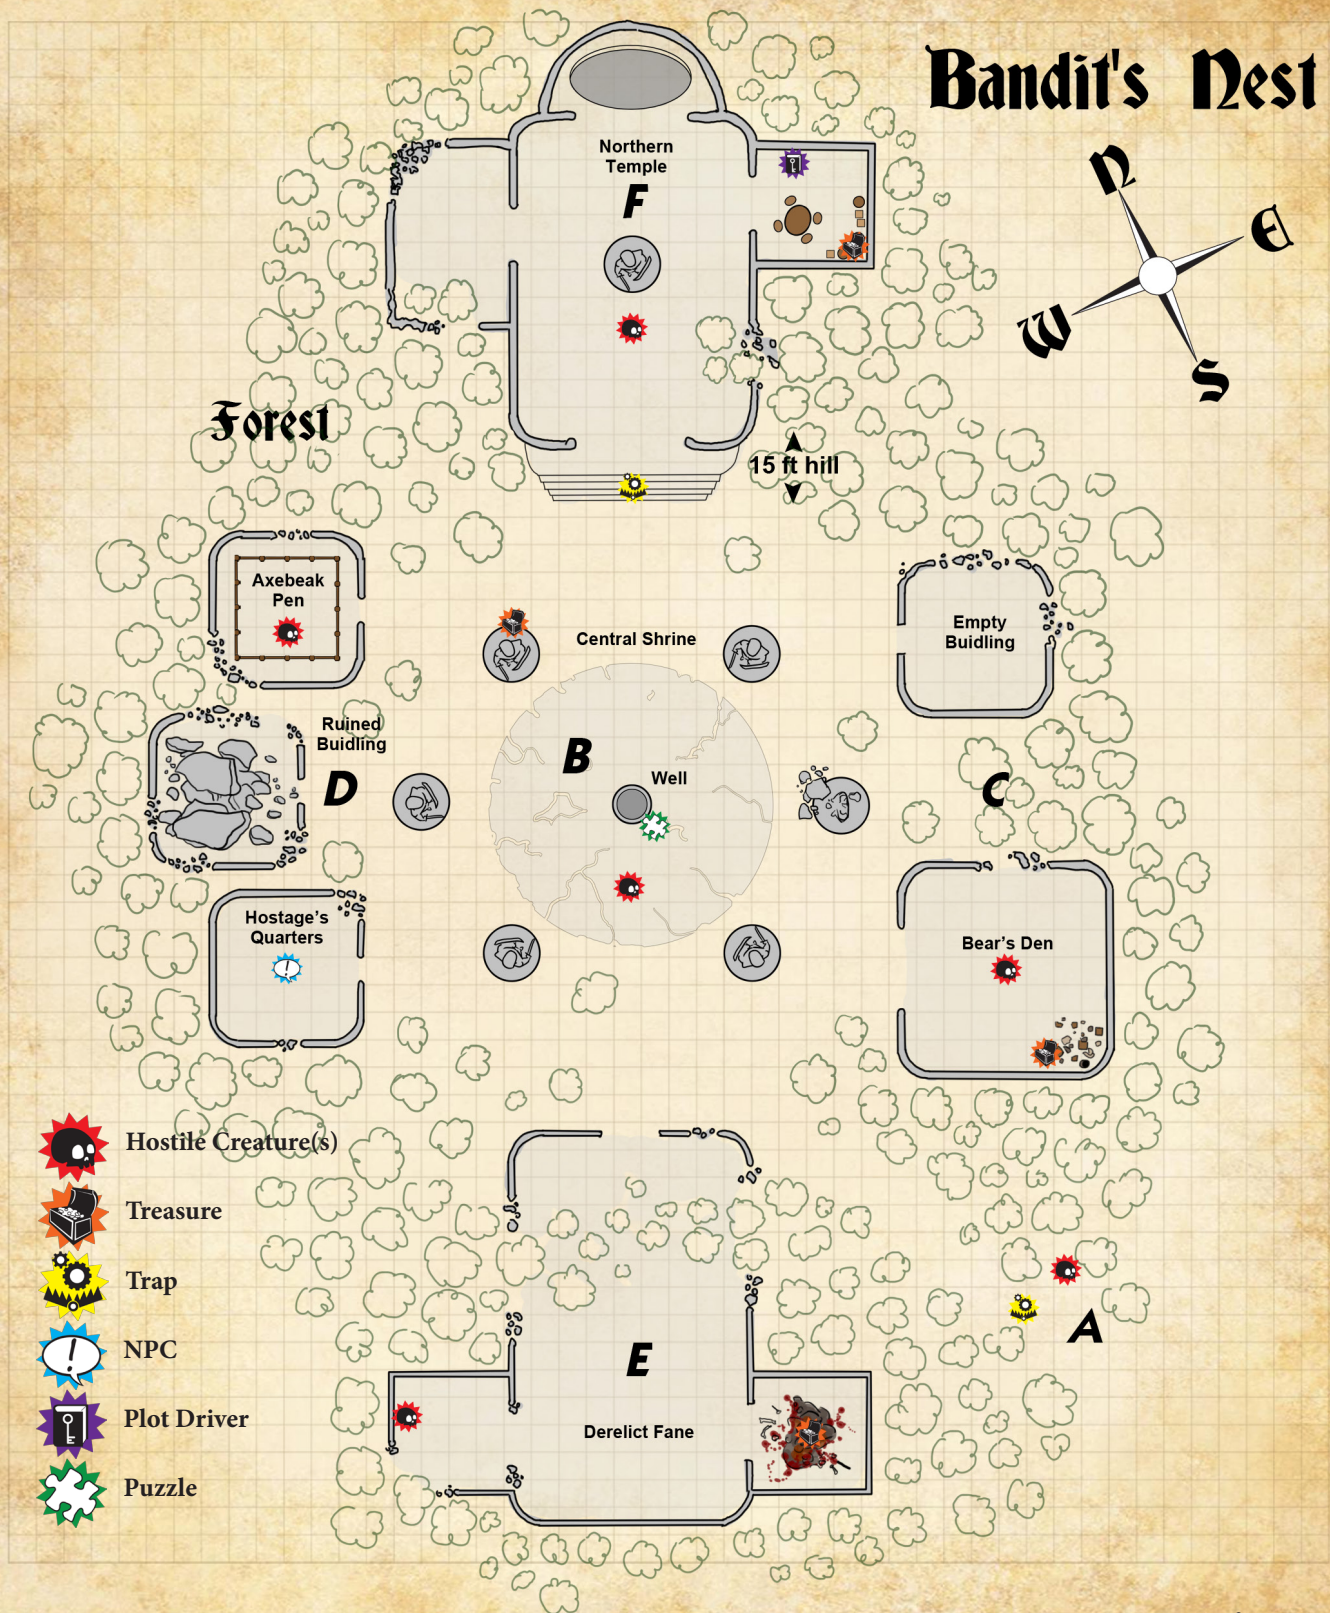 Bandit's Nest
N
E
W
S
Northern
Temple
F
Forest
15 ft hill
Axebeak
Pen
Central Shrine
Empty
Buidling
Ruined
Buidling
D
B
Well
C
Hostage's
Quarters
Bear's Den
Hostile Creature(s)
Treasure
Trap
NPC
Plot Driver
Puzzle
A
E
Derelict Fane